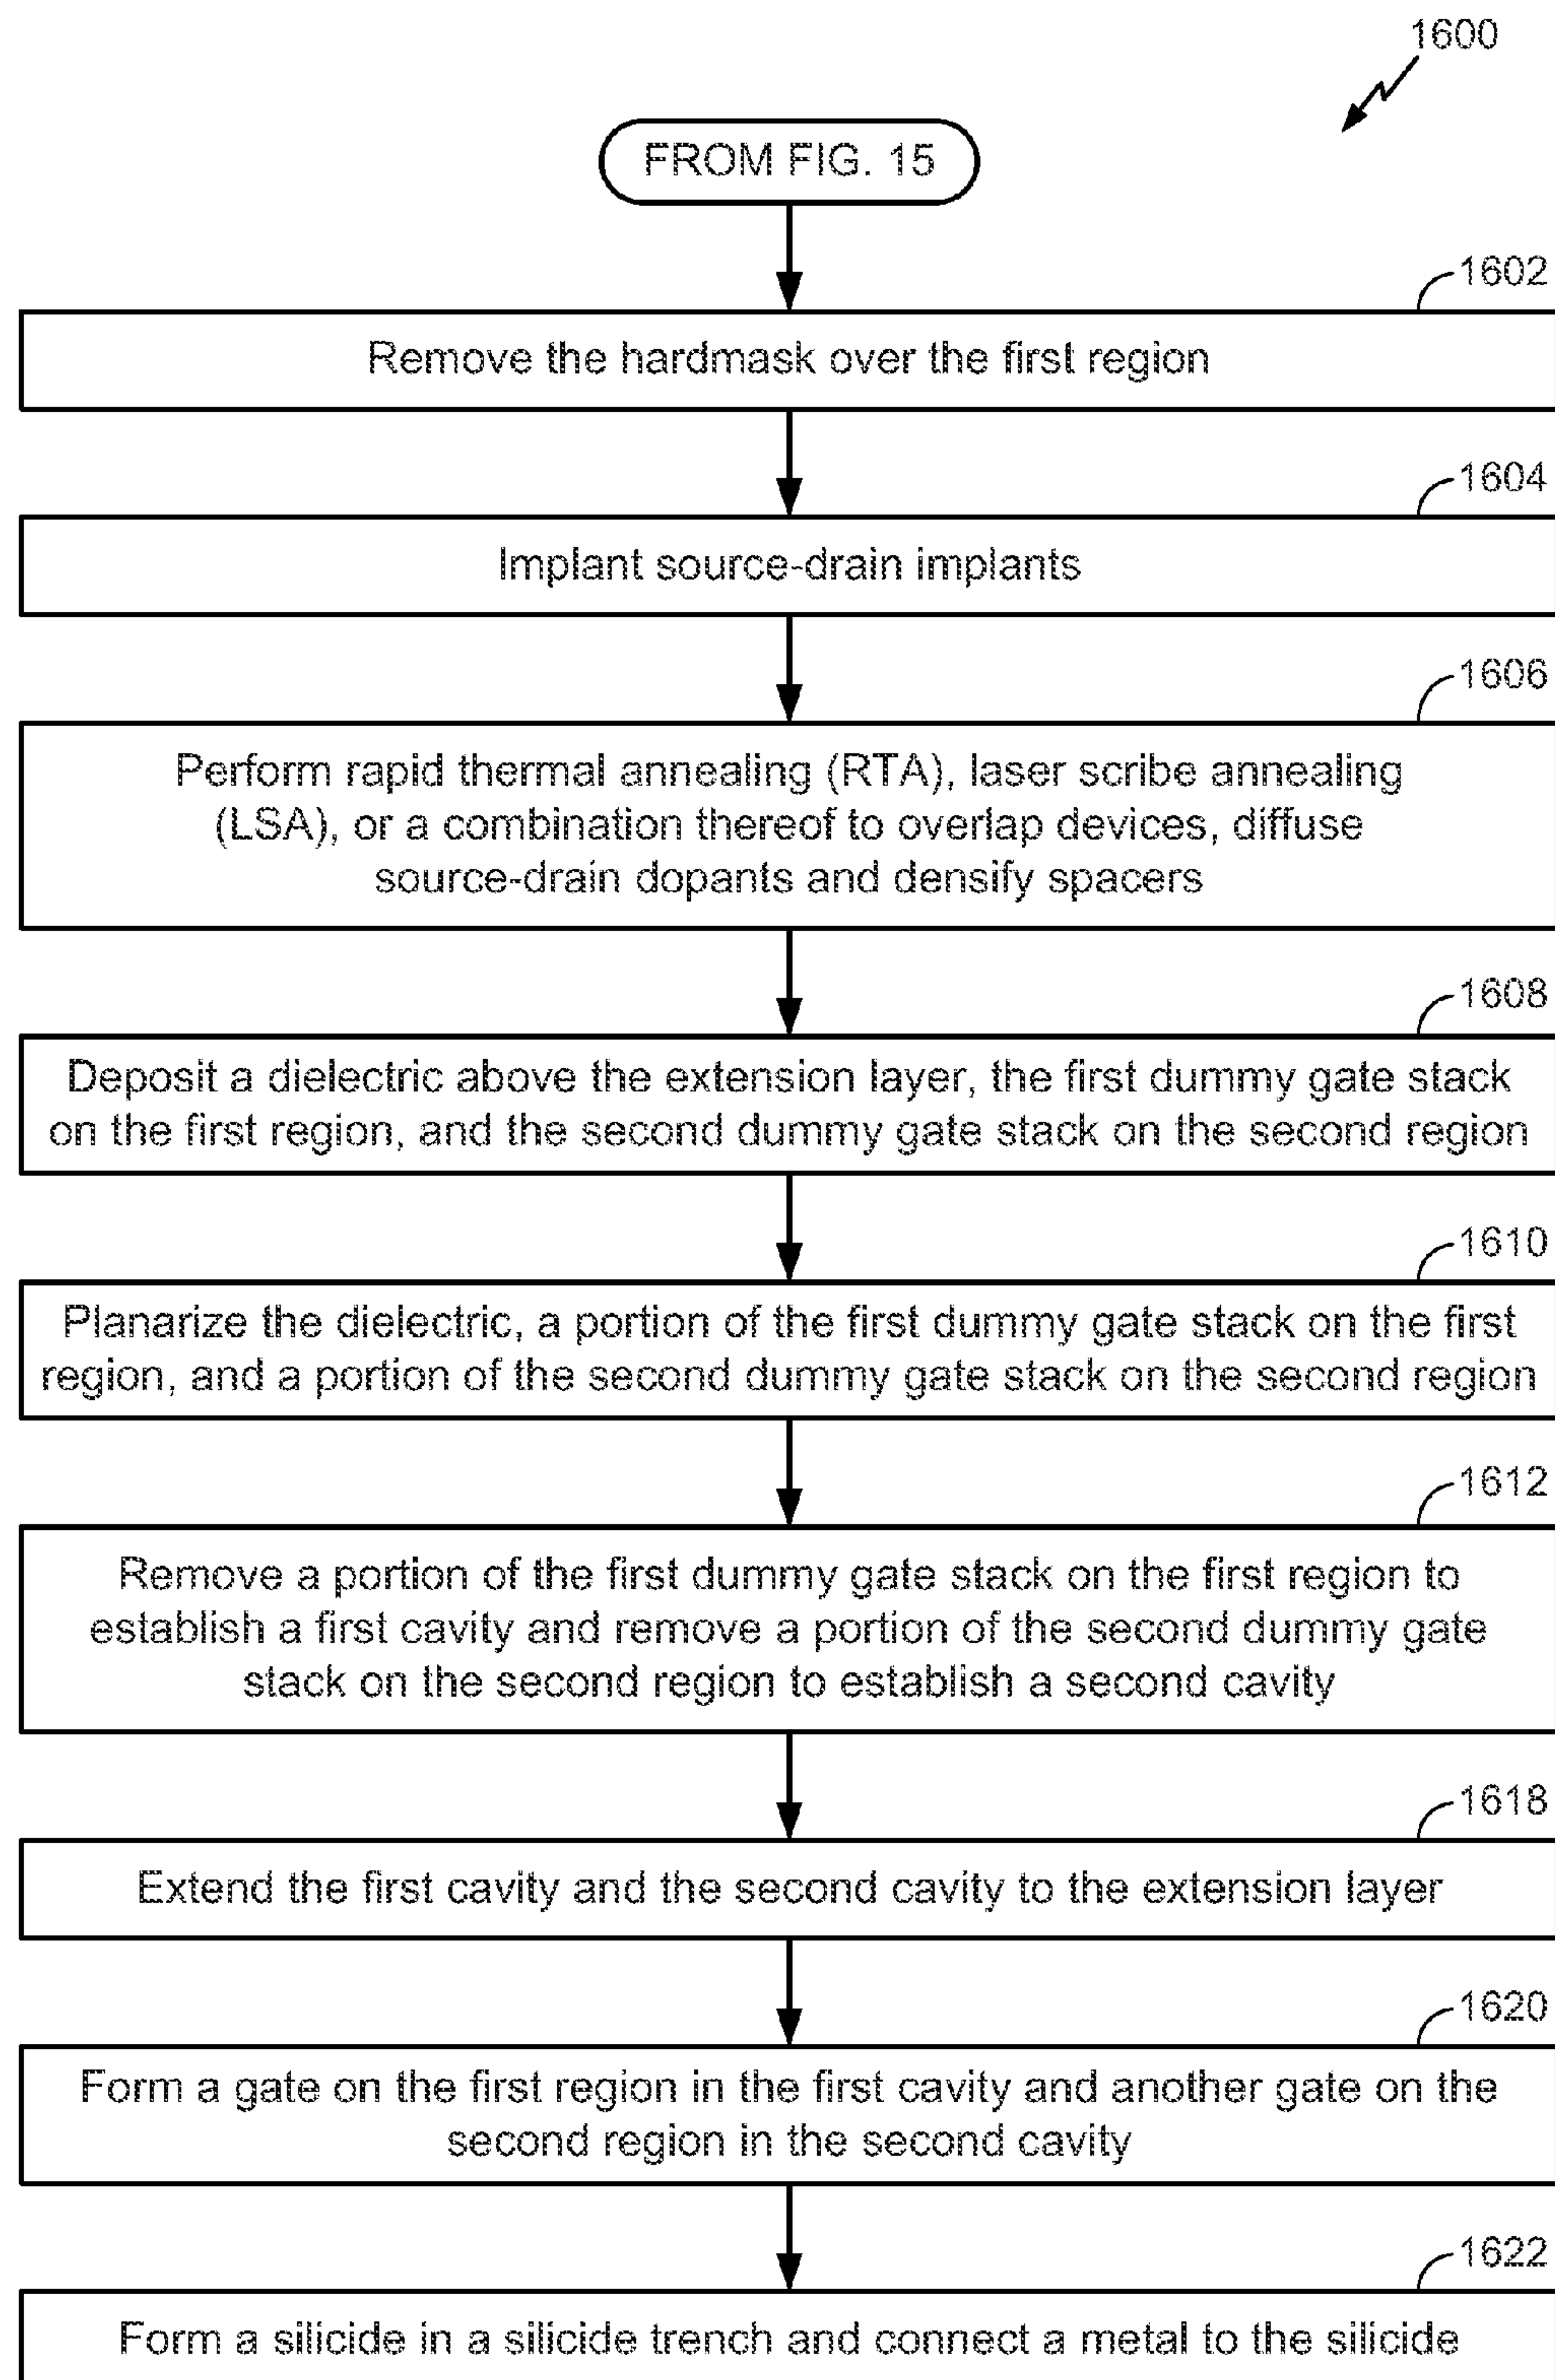 1600
FROM FIG. 15
1602
Remove the hardmask over the first region
1604
Implant source-drain implants
1606
Perform rapid thermal annealing (RTA), laser scribe annealing
(LSA), or a combination thereof to overlap devices, diffuse
source-drain dopants and densify spacers
1608
Deposit a dielectric above the extension layer, the first dummy gate stack
on the first region, and the second dummy gate stack on the second region
1610
Planarize the dielectric, a portion of the first dummy gate stack on the first
region, and a portion of the second dummy gate stack on the second region
1612
Remove a portion of the first dummy gate stack on the first region to
establish a first cavity and remove a portion of the second dummy gate
stack on the second region to establish a second cavity
1618
Extend the first cavity and the second cavity to the extension layer
1620
Form a gate on the first region in the first cavity and another gate on the
second region in the second cavity
1622
Form a silicide in a silicide trench and connect a metal to the silicide